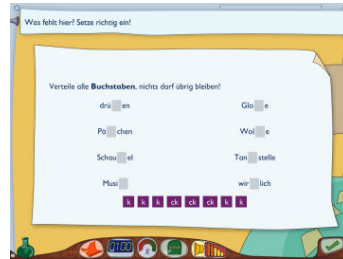 Was fehlt hier? Setze richtig ein!
Verteile alle Buchstaben, nichts darf übrig bleiben!
drü en Glo e
Pä chen Wol e
Schau el Tan stelle
Musi wir lich
k k k ck ck ck k k